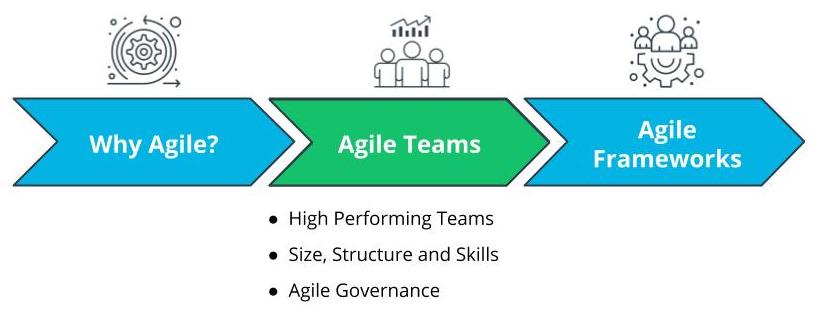 Why Agile?
Agile Teams
Agile
Frameworks
● High Performing Teams
● Size, Structure and Skills
● Agile Governance